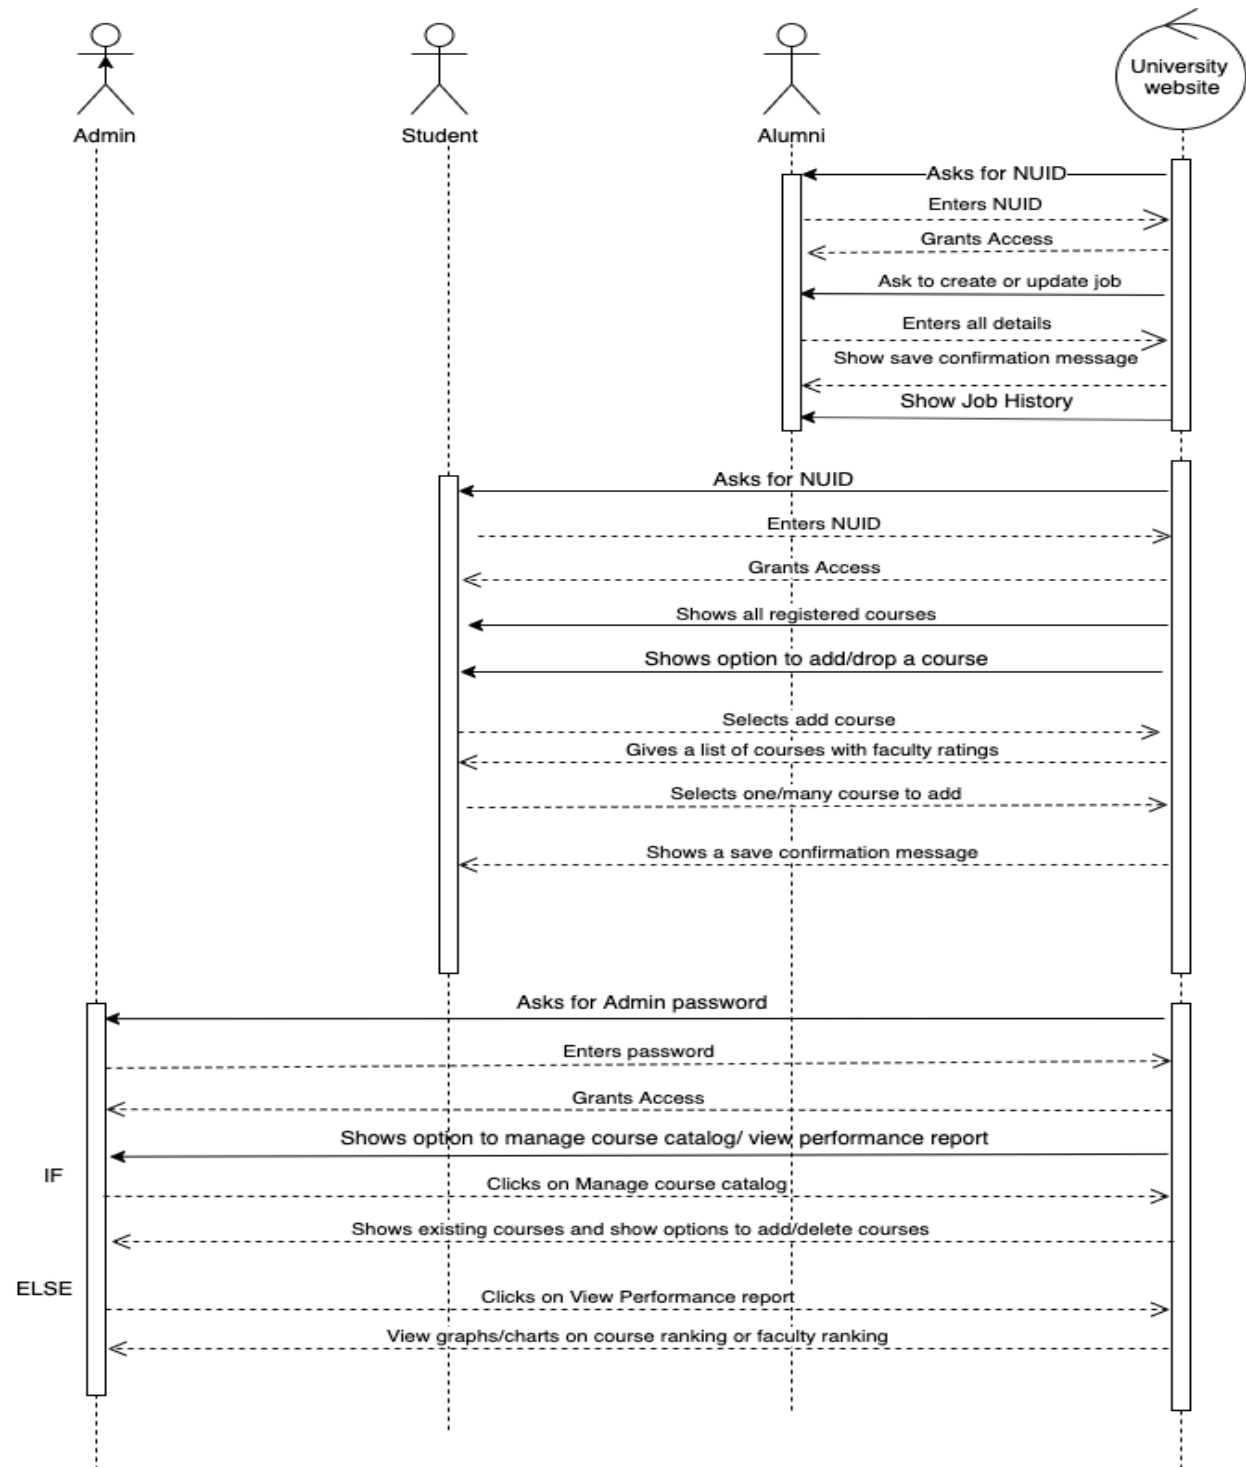 Admin
Student
Alumni
University
website
Asks for NUID
Enters NUID
Grants Access
Ask to create or update job
Enters all details
Show save confirmation message
Show Job History
Asks for NUID
Enters NUID
Grants Access
Shows all registered courses
Shows option to add/drop a course
Selects add course
Gives a list of courses with faculty ratings
Selects one/many course to add
Shows a save confirmation message
Asks for Admin password
Enters password
Grants Access
Shows option to manage course catalog/ view performance report
IF
Clicks on Manage course catalog
Shows existing courses and show options to add/delete courses
ELSE
Clicks on View Performance report
View graphs/charts on course ranking or faculty ranking